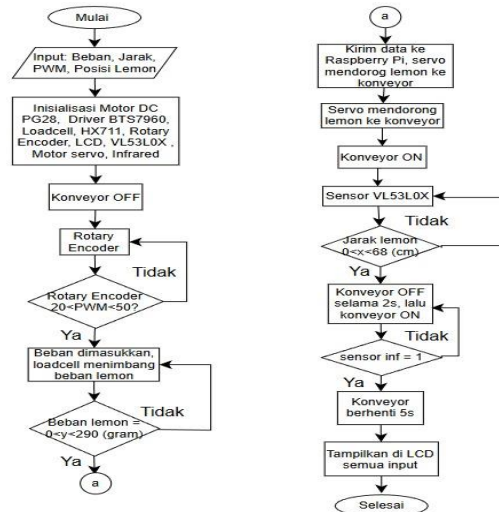 Mulai
Input: Beban, Jarak,
PWM, Posisi Lemon
Inisialisasi Motor DC
PG28, Driver BTS7960,
Loadcell, HX711, Rotary
Encoder, LCD, VL53L0X ,
Motor servo, Infrared
Konveyor OFF
Rotary
Encoder
Tidak
Rotary Encoder
20<PWM<50?
Ya
Beban dimasukkan,
loadcell menimbang
beban lemon
Tidak
Beban lemon =
0<y<290 (gram)
Ya
a
a
Kirim data ke
Raspberry Pi, servo
mendorog lemon ke
konveyor
Servo mendorong
lemon ke konveyor
Konveyor ON
Sensor VL53L0X
Tidak
Jarak lemon
0<x<68 (cm)
Ya
Konveyor OFF
selama 2s, lalu
konveyor ON
Tidak
sensor inf = 1
Ya
Konveyor
berhenti 5s
Tampilkan di LCD
semua input
Selesai